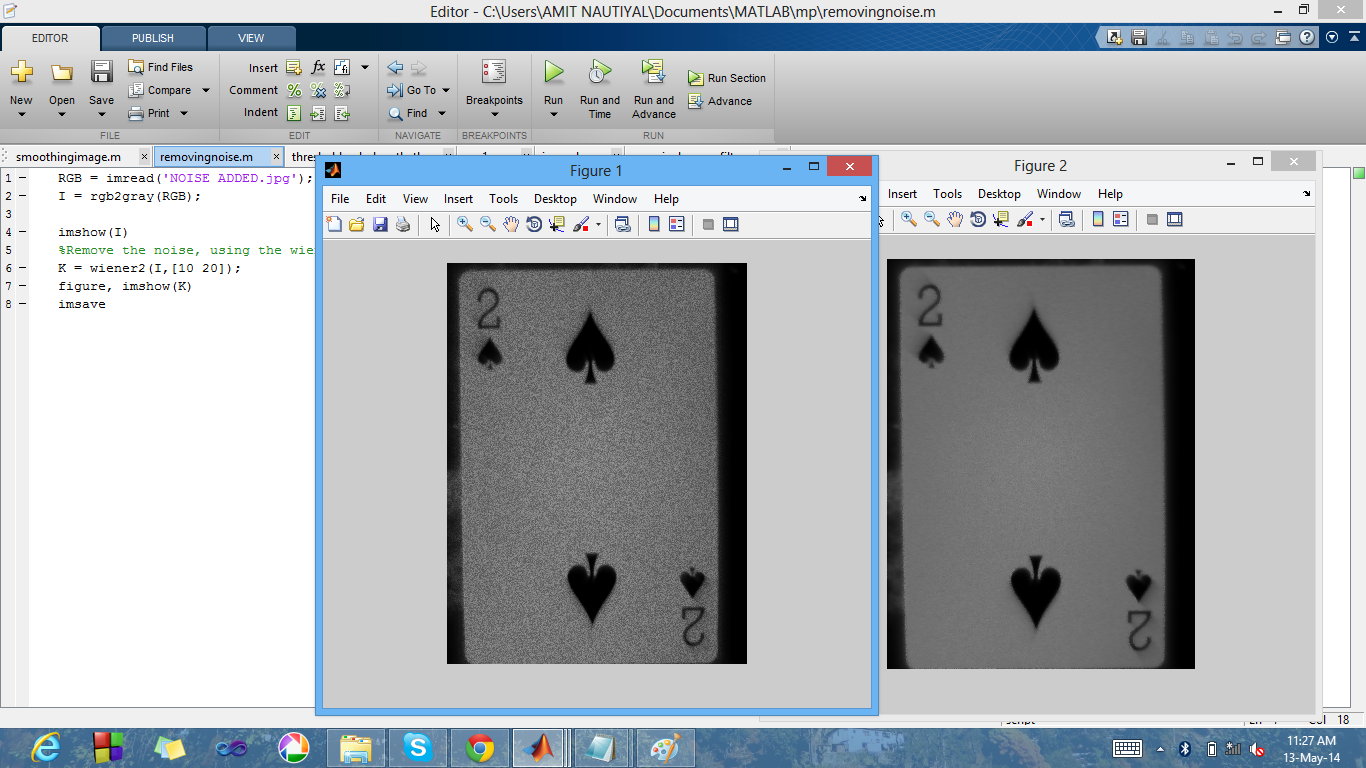 Editor - C:\Users\AMIT NAUTIYAL\Documents\MATLAB\mp\removingnoise.m
EDITOR PUBLISH VIEW
New Open Save Find Files Compare Print
Insert Comment Indent
Go To Find
Breakpoints
Run Run and Time Run and Advance Run Section Advance
FILE EDIT NAVIGATE BREAKPOINTS RUN
smoothingimage.m removingnoise.m
1 - RGB = imread('NOISE ADDED.jpg');
2 - I = rgb2gray(RGB);
3
4 - imshow(I)
5 %Remove the noise, using the wie
6 - K = wiener2(I,[10 20]);
7 - figure, imshow(K)
8 - imsave
Figure 1
File Edit View Insert Tools Desktop Window Help
2
2
Figure 2
Insert Tools Desktop Window Help
2
2
script Ln 7 Col 18
11:27 AM
13-May-14